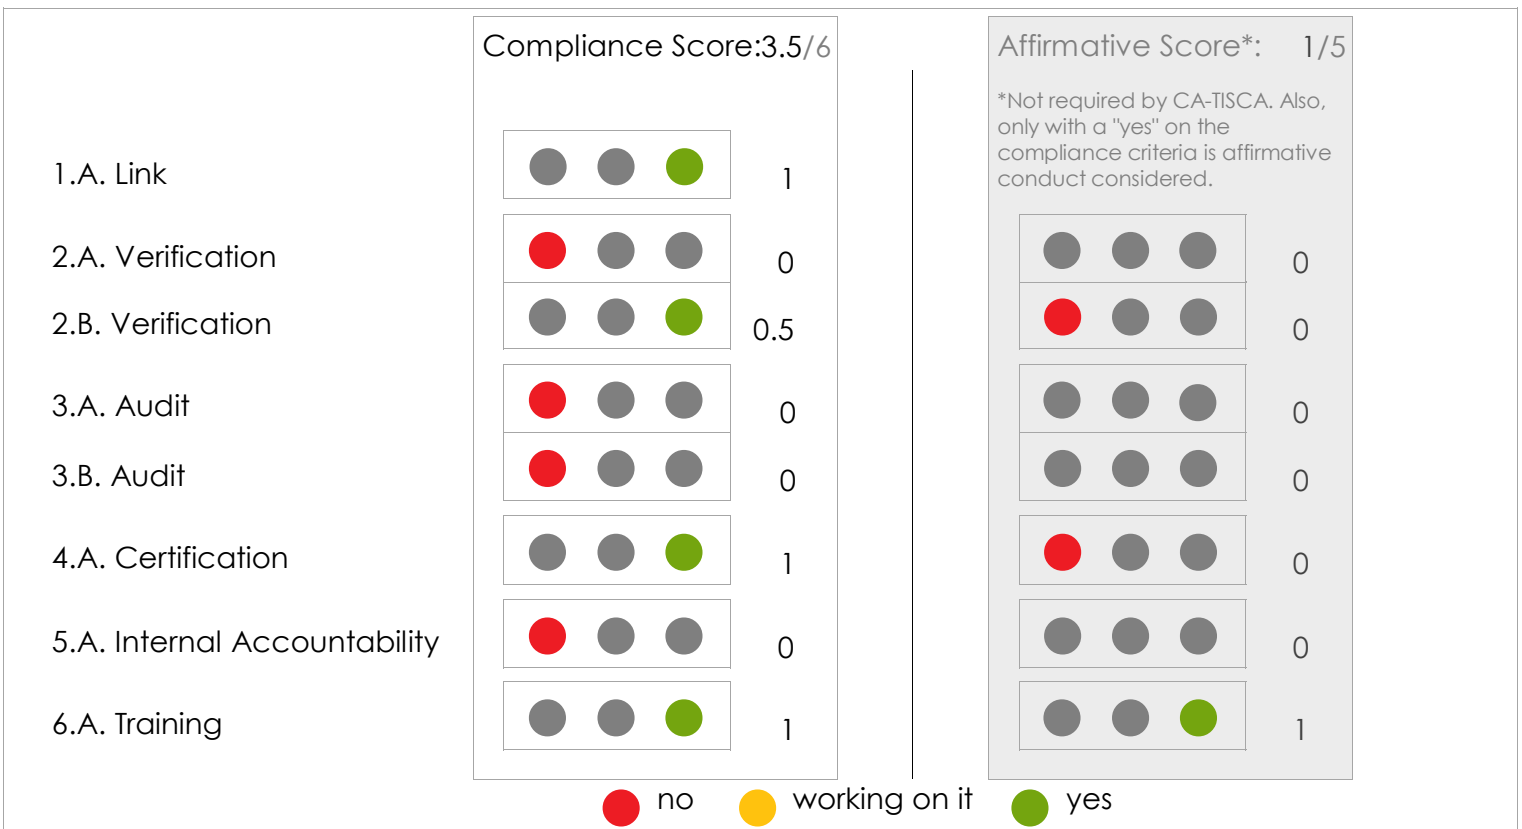 Compliance Score:3.5/6
Affirmative Score*: 1/5
*Not required by CA-TISCA. Also,
only with a "yes" on the
compliance criteria is affirmative
conduct considered.
1.A. Link 1
2.A. Verification 0 0
2.B. Verification 0.5 0
3.A. Audit 0 0
3.B. Audit 0 0
4.A. Certification 1 0
5.A. Internal Accountability 0 0
6.A. Training 1 1
no working on it yes